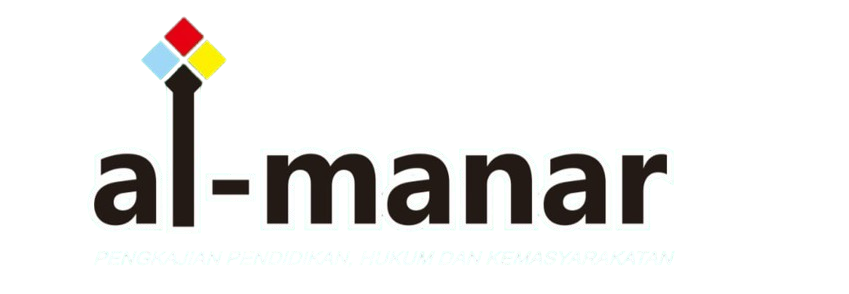 al-manar
PENGKAJIAN PENDIDIKAN, HUKUM DAN KEMASYARAKATAN